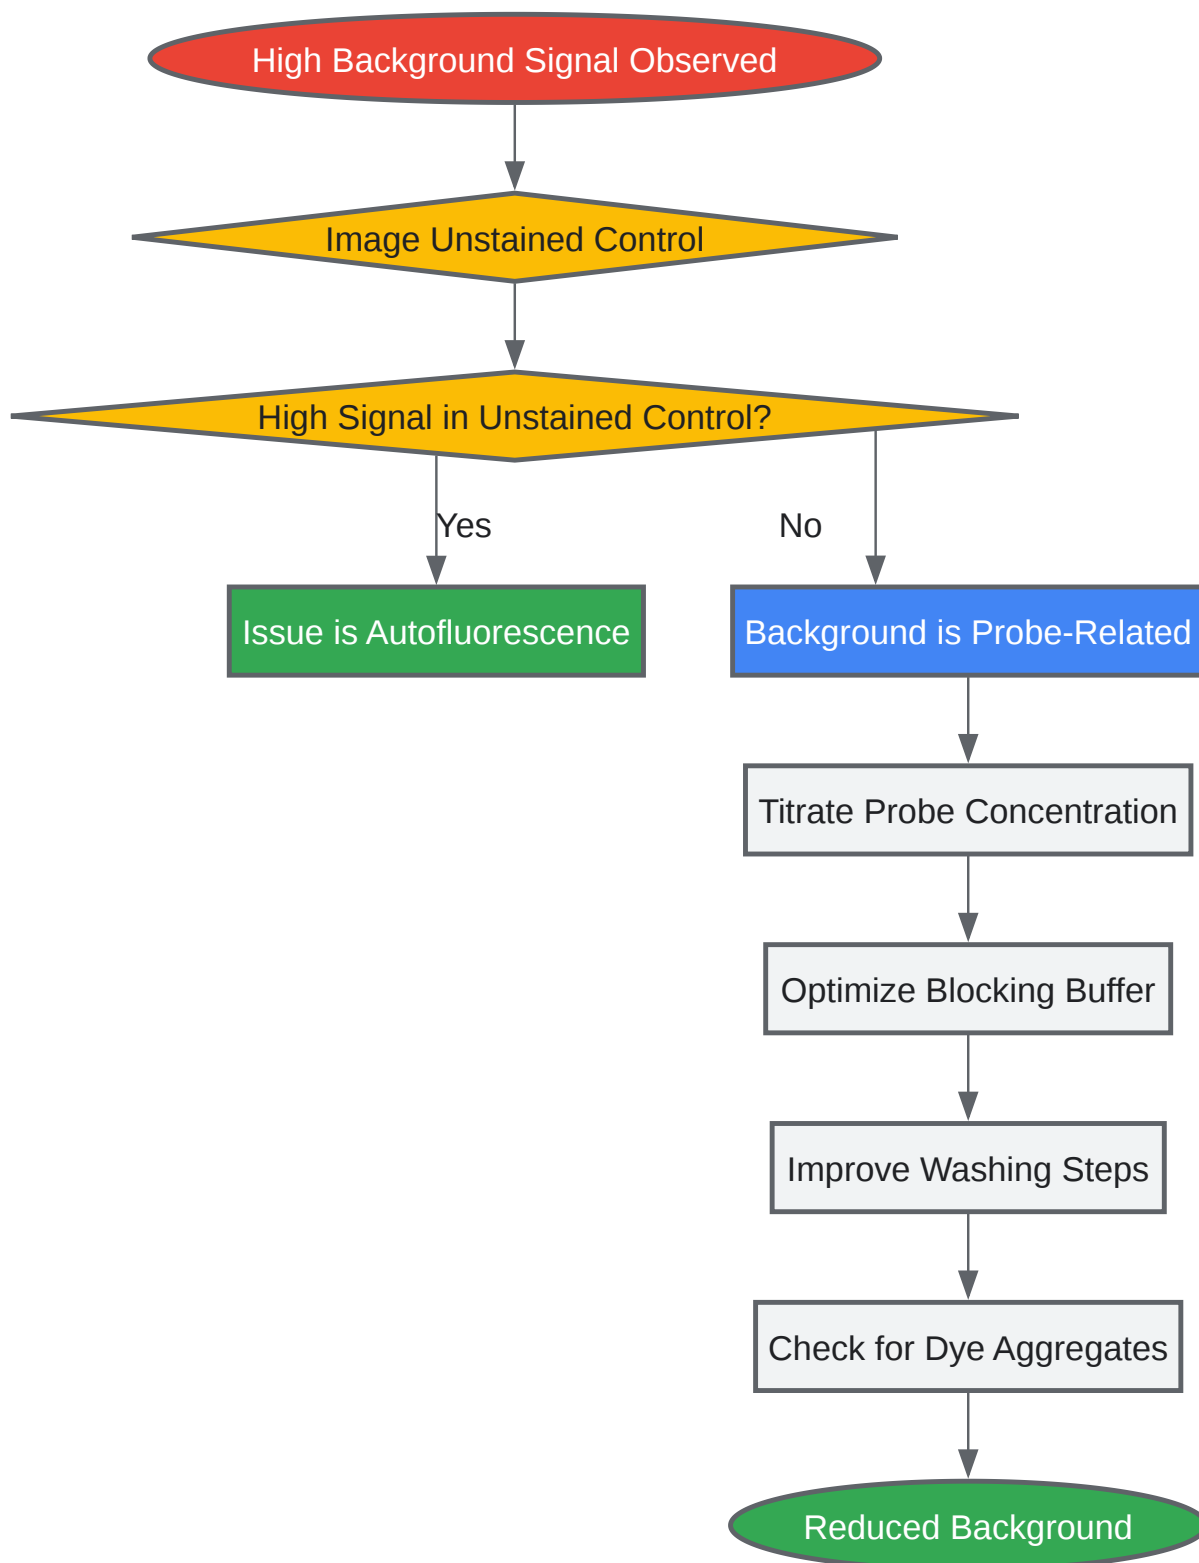 High Background Signal Observed
Image Unstained Control
High Signal in Unstained Control?
Yes
No
Issue is Autofluorescence
Background is Probe-Related
Titrate Probe Concentration
Optimize Blocking Buffer
Improve Washing Steps
Check for Dye Aggregates
Reduced Background